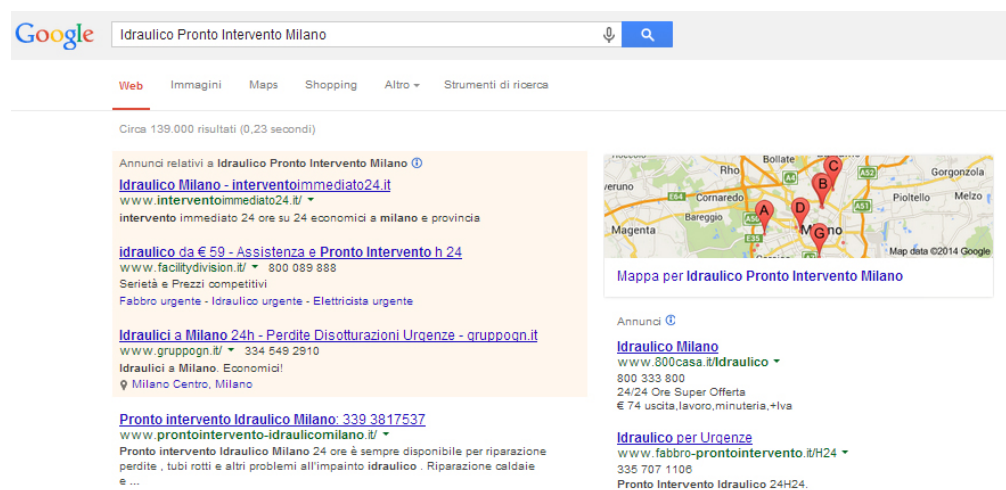 Google
Idraulico Pronto Intervento Milano
Web Immagini Maps Shopping Altro Strumenti di ricerca
Circa 139.000 risultati (0,23 secondi)
Annunci relativi a Idraulico Pronto Intervento Milano
Idraulico Milano - interventoimmediato24.it
www.interventoimmediato24.it/
intervento immediato 24 ore su 24 economici a milano e provincia
idraulico da € 59 - Assistenza e Pronto Intervento h 24
www.facilitydivision.it/ 800 089 888
Serietà e Prezzi competitivi
Fabbro urgente - Idraulico urgente - Elettricista urgente
Idraulici a Milano 24h - Perdite Disotturazioni Urgenze - gruppogn.it
www.gruppogn.it/ 334 549 2910
Idraulici a Milano. Economici!
Milano Centro, Milano
Pronto intervento Idraulico Milano: 339 3817537
www.prontointervento-idraulicomilano.it/
Pronto intervento Idraulico Milano 24 ore è sempre disponibile per riparazione
perdite , tubi rotti e altri problemi all'impainto idraulico . Riparazione caldaie
e ...
Bollate
Rho
A4
A52
Gorgonzola
C
B
E64
Cornaredo
Pioltello
Melzo
A
D
A51
Bareggio
Magenta
G
E35
Map data ©2014 Google
Mappa per Idraulico Pronto Intervento Milano
Annunci
Idraulico Milano
www.800casa.it/Idraulico
800 333 800
24/24 Ore Super Offerta
€ 74 uscita,lavoro,minuteria,+Iva
Idraulico per Urgenze
www.fabbro-prontointervento.it/H24
335 707 1106
Pronto Intervento Idraulico 24H24.